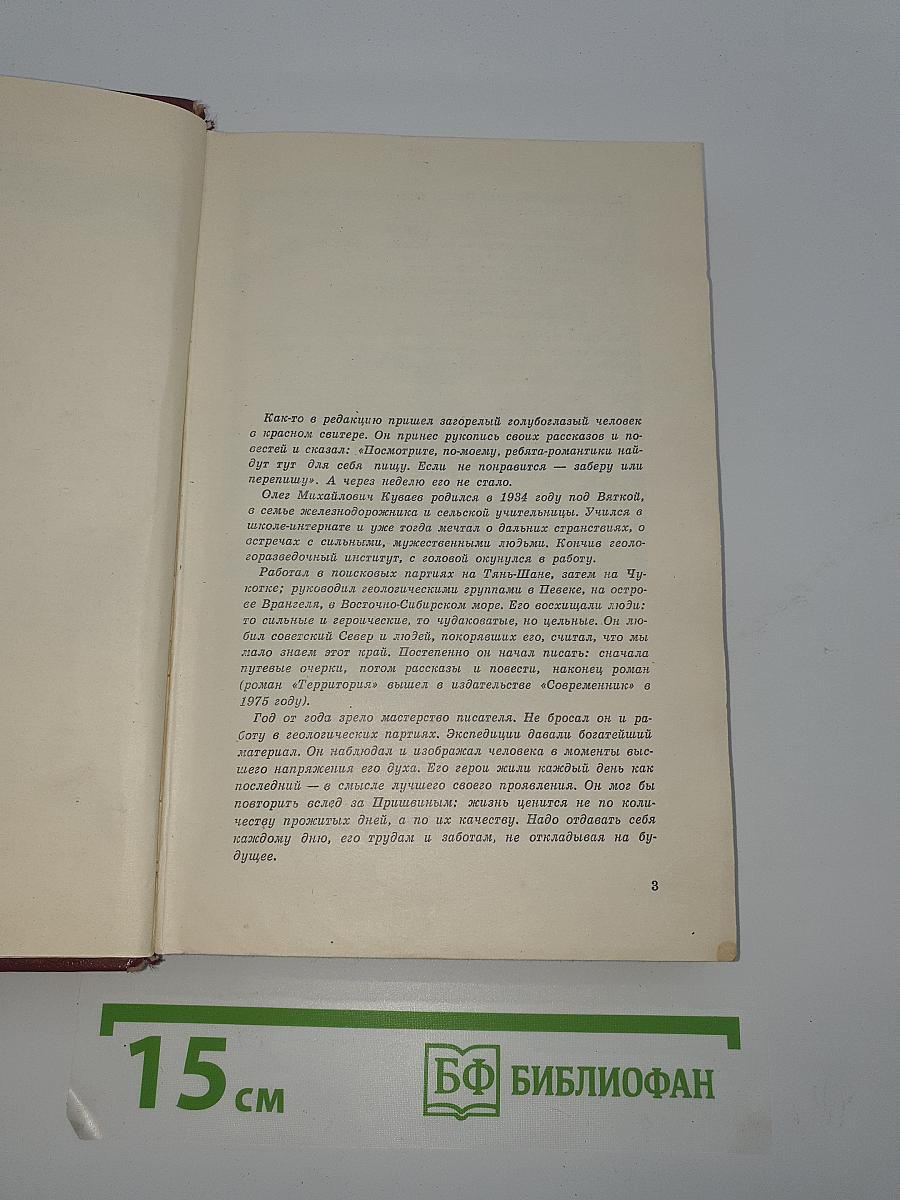 Как-то в редакцию пришел загорелый голубоглазый человек
в красном свитере. Он принес рукопись своих рассказов и по-
вестей и сказал: «Посмотрите, по-моему, ребята-романтики най-
дут тут для себя пищу. Если не понравится — заберу или
перепишу». А через неделю его не стало.
Олег Михайлович Куваев родился в 1934 году под Вяткой,
в семье железнодорожника и сельской учительницы. Учился в
школе-интернате и уже тогда мечтал о дальних странствиях, о
встречах с сильными, мужественными людьми. Кончив геоло-
горазведочный институт, с головой окунулся в работу.
Работал в поисковых партиях на Тянь-Шане, затем на Чу-
котке; руководил геологическими группами в Певеке, на остро-
ве Врангеля, в Восточно-Сибирском море. Его восхищали люди:
то сильные и героические, то чудаковатые, но цельные. Он лю-
бил советский Север и людей, покорявших его, считал, что мы
мало знаем этот край. Постепенно он начал писать: сначала
путевые очерки, потом рассказы и повести, наконец роман
(роман «Территория» вышел в издательстве «Современник» в
1975 году).
Год от года зрело мастерство писателя. Не бросал он и ра-
боту в геологических партиях. Экспедиции давали богатейший
материал. Он наблюдал и изображал человека в моменты выс-
шего напряжения его духа. Его герои жили каждый день как
последний — в смысле лучшего своего проявления. Он мог бы
повторить вслед за Пришвиным: жизнь ценится не по коли-
честву прожитых дней, а по их качеству. Надо отдавать себя
каждому дню, его трудам и заботам, не откладывая на бу-
дущее.
3
15 см
БФ БИБЛИОФАН